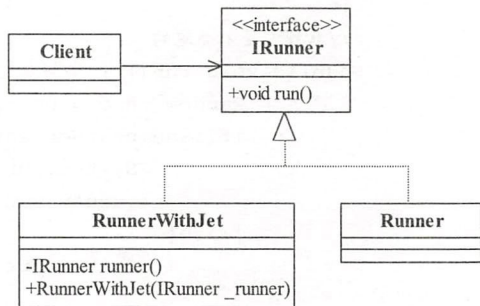 <<interface>>
Client
IRunner
+void run()
RunnerWithJet
Runner
-IRunner runner()
+RunnerWithJet(IRunner _runner)